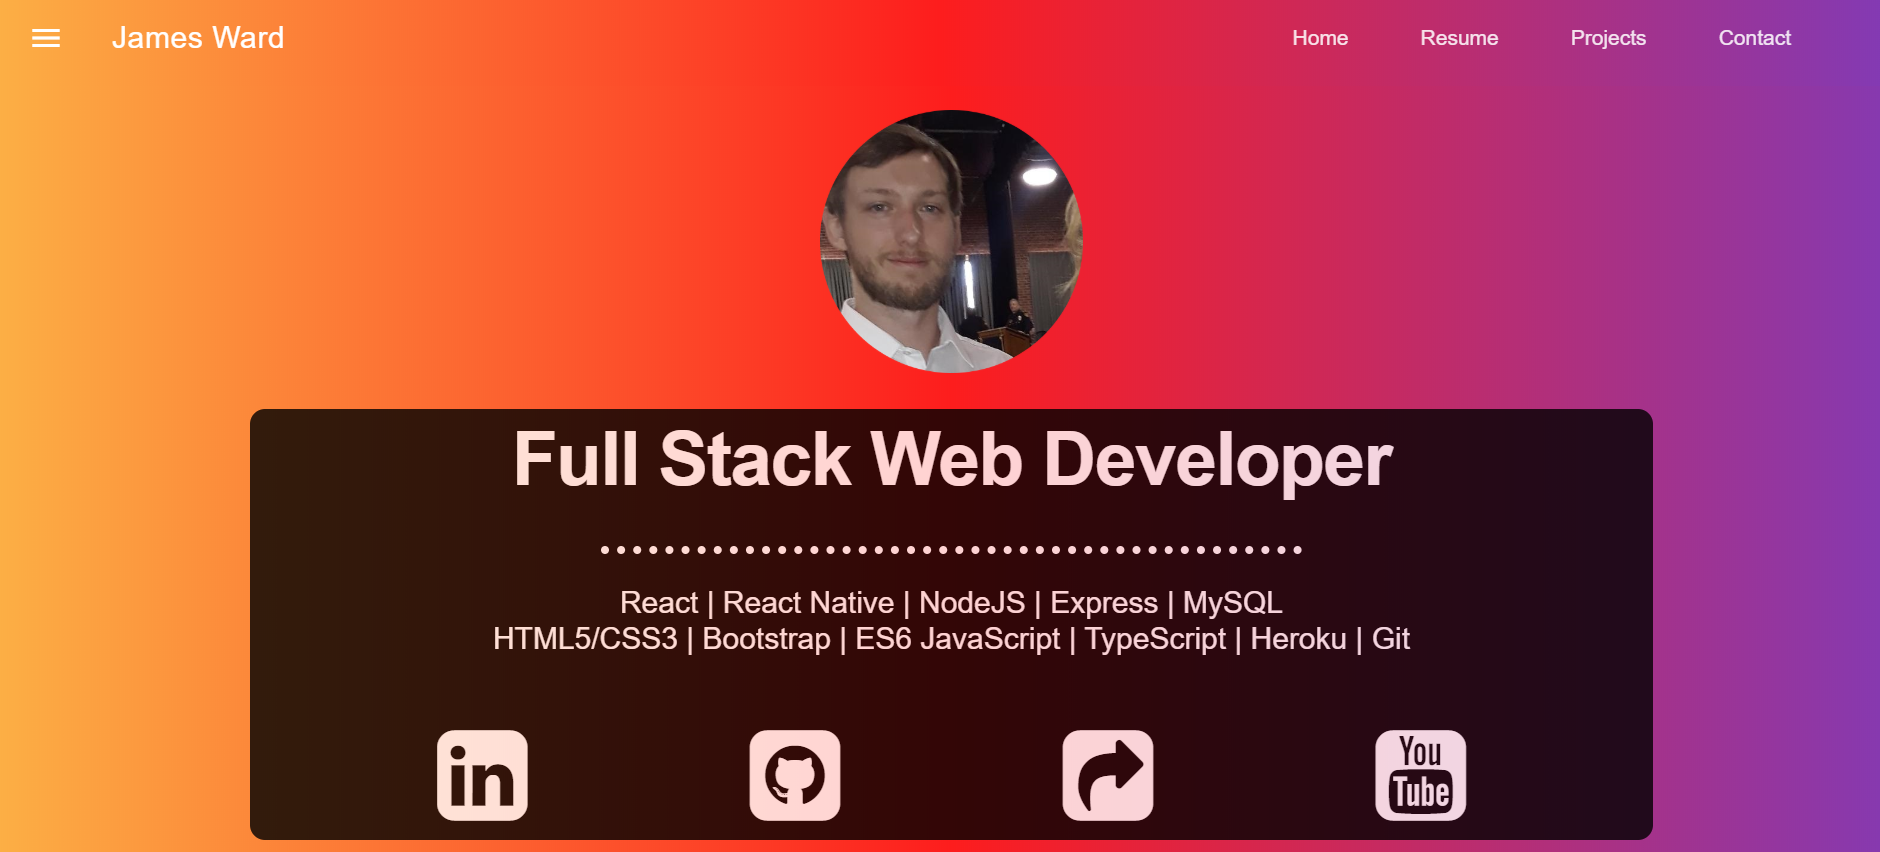 James Ward
Home
Resume
Projects
Contact
Full Stack Web Developer
React | React Native | NodeJS | Express | MySQL
HTML5/CSS3 | Bootstrap | ES6 JavaScript | TypeScript | Heroku | Git
in
You
Tube